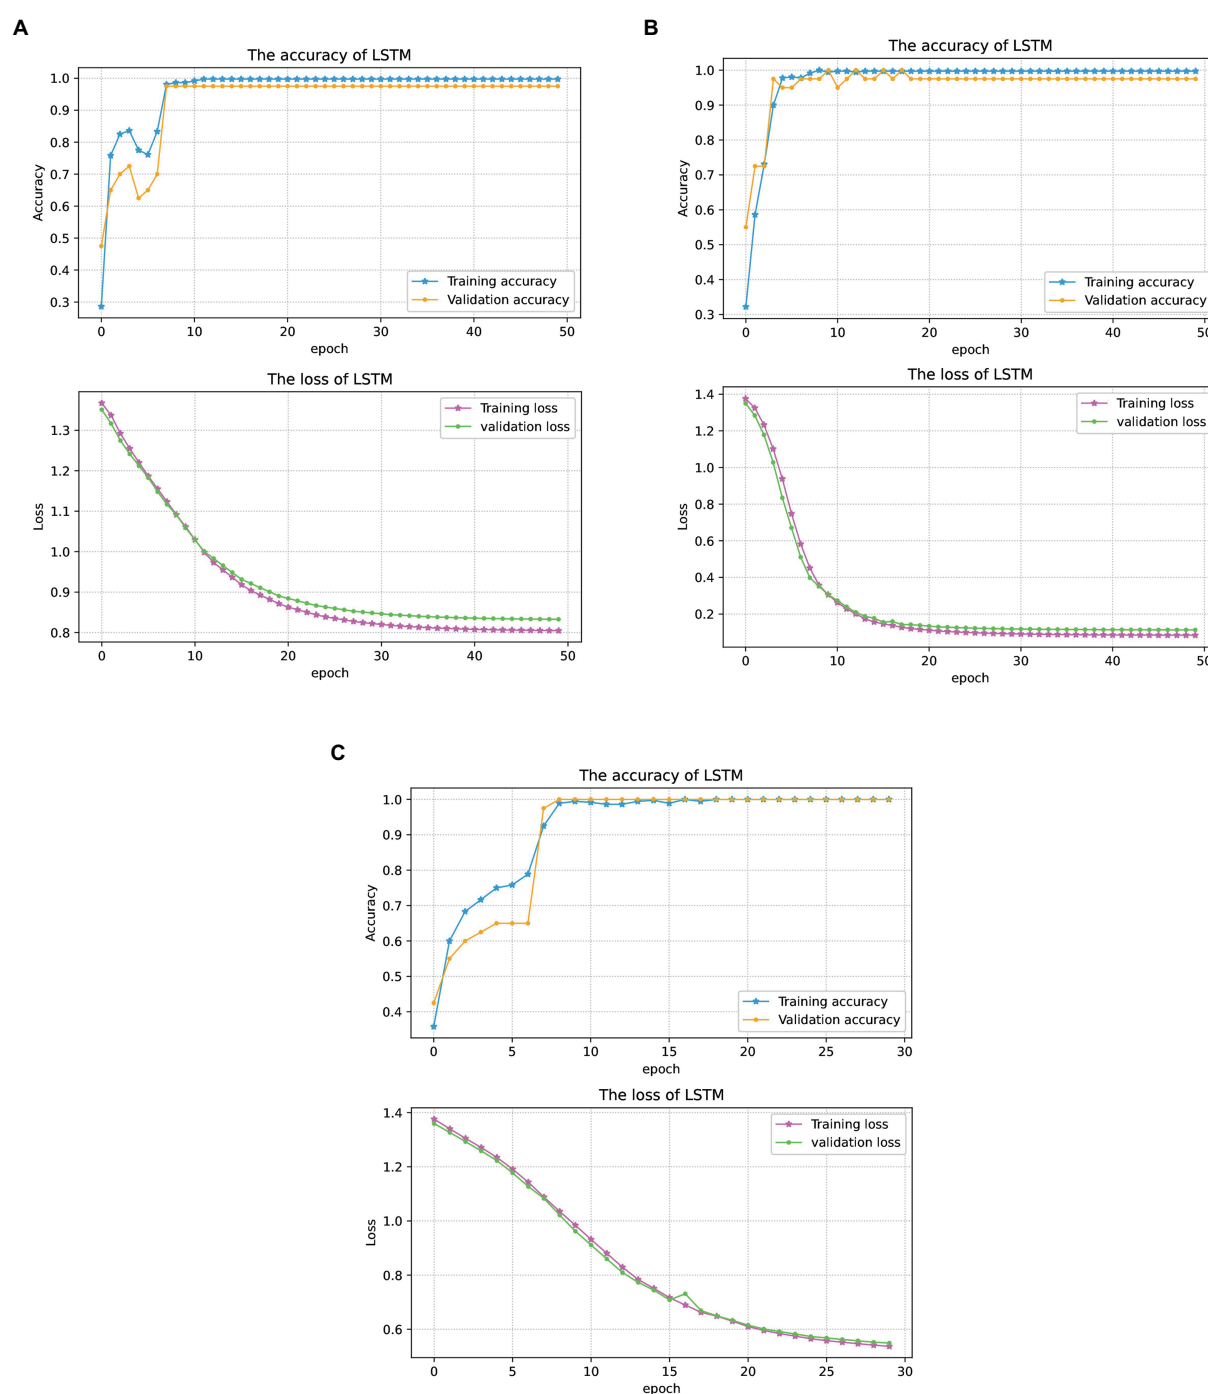 A
The accuracy of LSTM
1.0
0.9
0.8
0.7
0.6
0.5
0.4
0.3
Accuracy
Training accuracy
Validation accuracy
0 10 20 30 40 50
epoch
The loss of LSTM
1.3
1.2
1.1
1.0
0.9
0.8
Loss
Training loss
validation loss
0 10 20 30 40 50
epoch
B
The accuracy of LSTM
1.0
0.9
0.8
0.7
0.6
0.5
0.4
0.3
Accuracy
Training accuracy
Validation accuracy
0 10 20 30 40 50
epoch
The loss of LSTM
1.4
1.2
1.0
0.8
0.6
0.4
0.2
Loss
Training loss
validation loss
0 10 20 30 40 50
epoch
C
The accuracy of LSTM
1.0
0.9
0.8
0.7
0.6
0.5
0.4
Accuracy
Training accuracy
Validation accuracy
0 5 10 15 20 25 30
epoch
The loss of LSTM
1.4
1.2
1.0
0.8
0.6
Loss
Training loss
validation loss
0 5 10 15 20 25 30
epoch